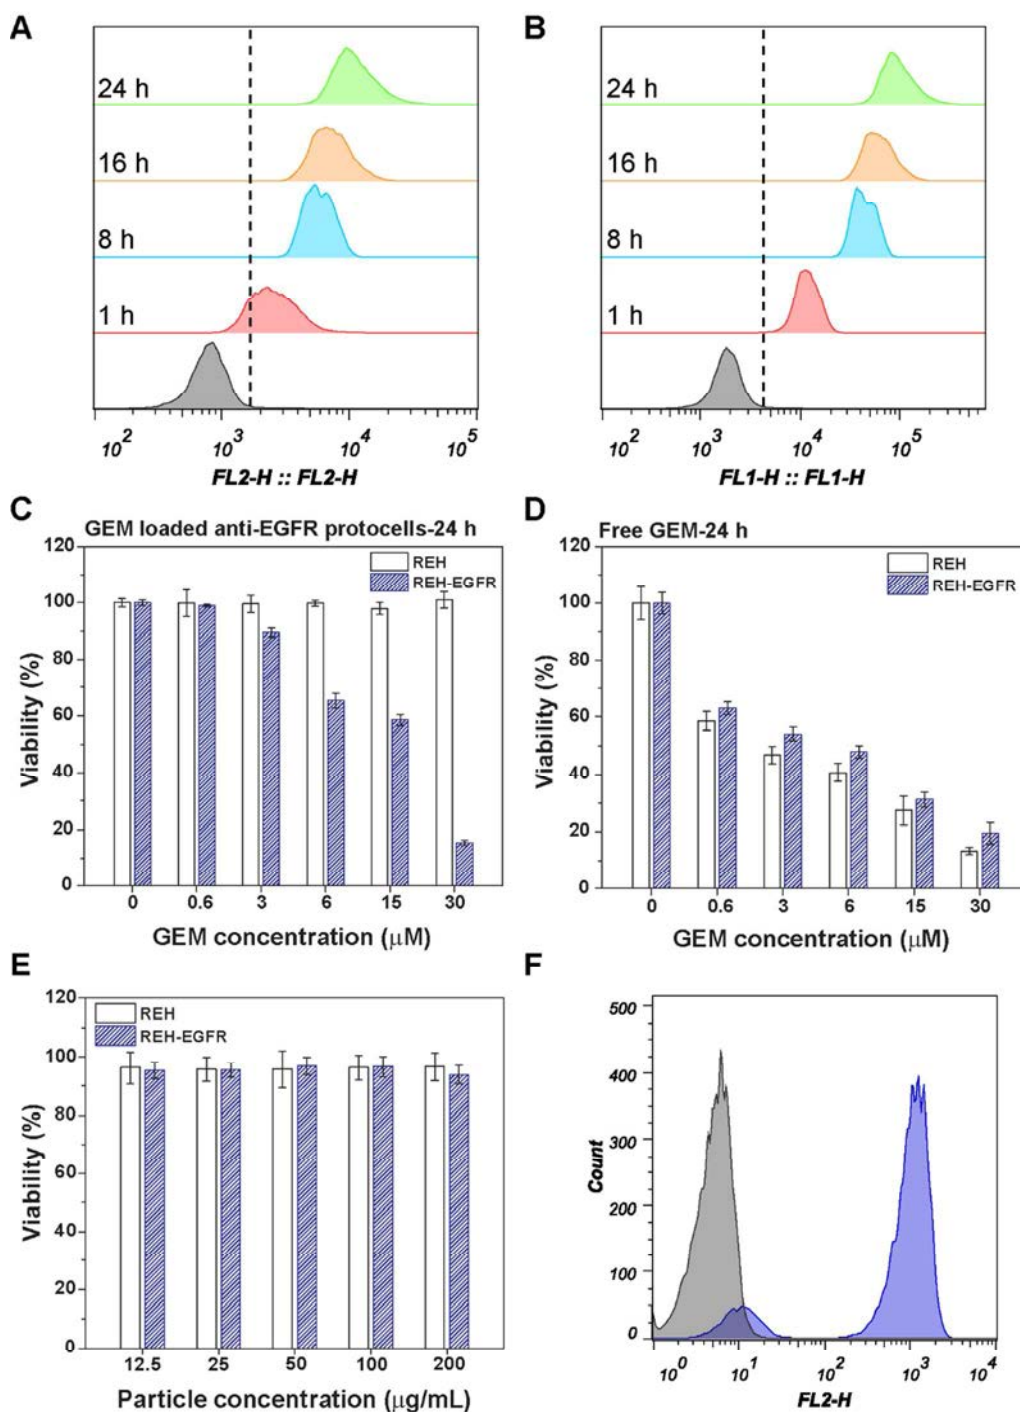 A
24 h
16 h
8 h
1 h
10^2 10^3 10^4 10^5
FL2-H :: FL2-H
B
24 h
16 h
8 h
1 h
10^2 10^3 10^4 10^5
FL1-H :: FL1-H
C
GEM loaded anti-EGFR protocells-24 h
REH
REH-EGFR
120
100
80
60
40
20
0
Viability (%)
0 0.6 3 6 15 30
GEM concentration (μM)
D
Free GEM-24 h
REH
REH-EGFR
120
100
80
60
40
20
0
Viability (%)
0 0.6 3 6 15 30
GEM concentration (μM)
E
REH
REH-EGFR
120
100
80
60
40
20
0
Viability (%)
12.5 25 50 100 200
Particle concentration (μg/mL)
F
500
400
300
200
100
0
Count
10^0 10^1 10^2 10^3 10^4
FL2-H